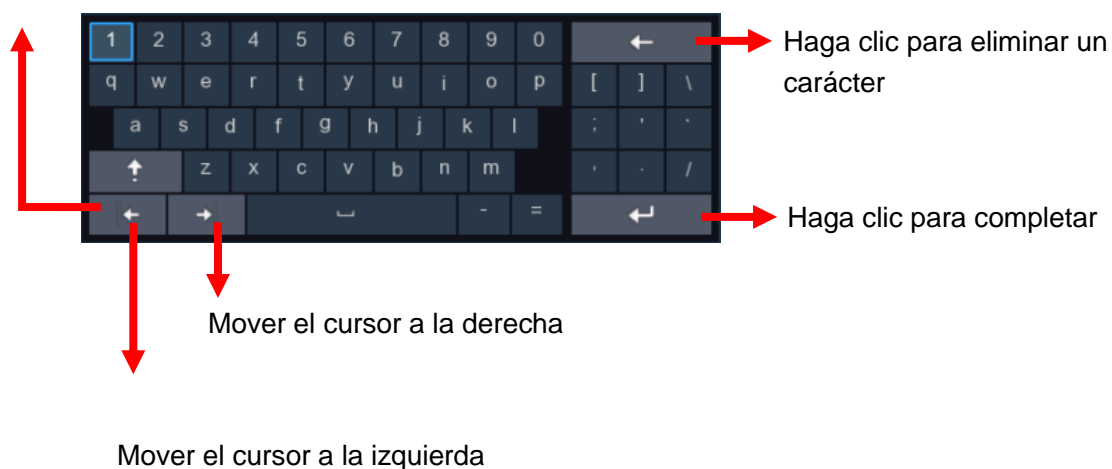 1 2 3 4 5 6 7 8 9 0 ←
Haga clic para eliminar un
carácter
q w e r t y u i o p [ ] \
a s d f g h j k l ; ' `
z x c v b n m , . /
- =
Haga clic para completar
Mover el cursor a la derecha
Mover el cursor a la izquierda